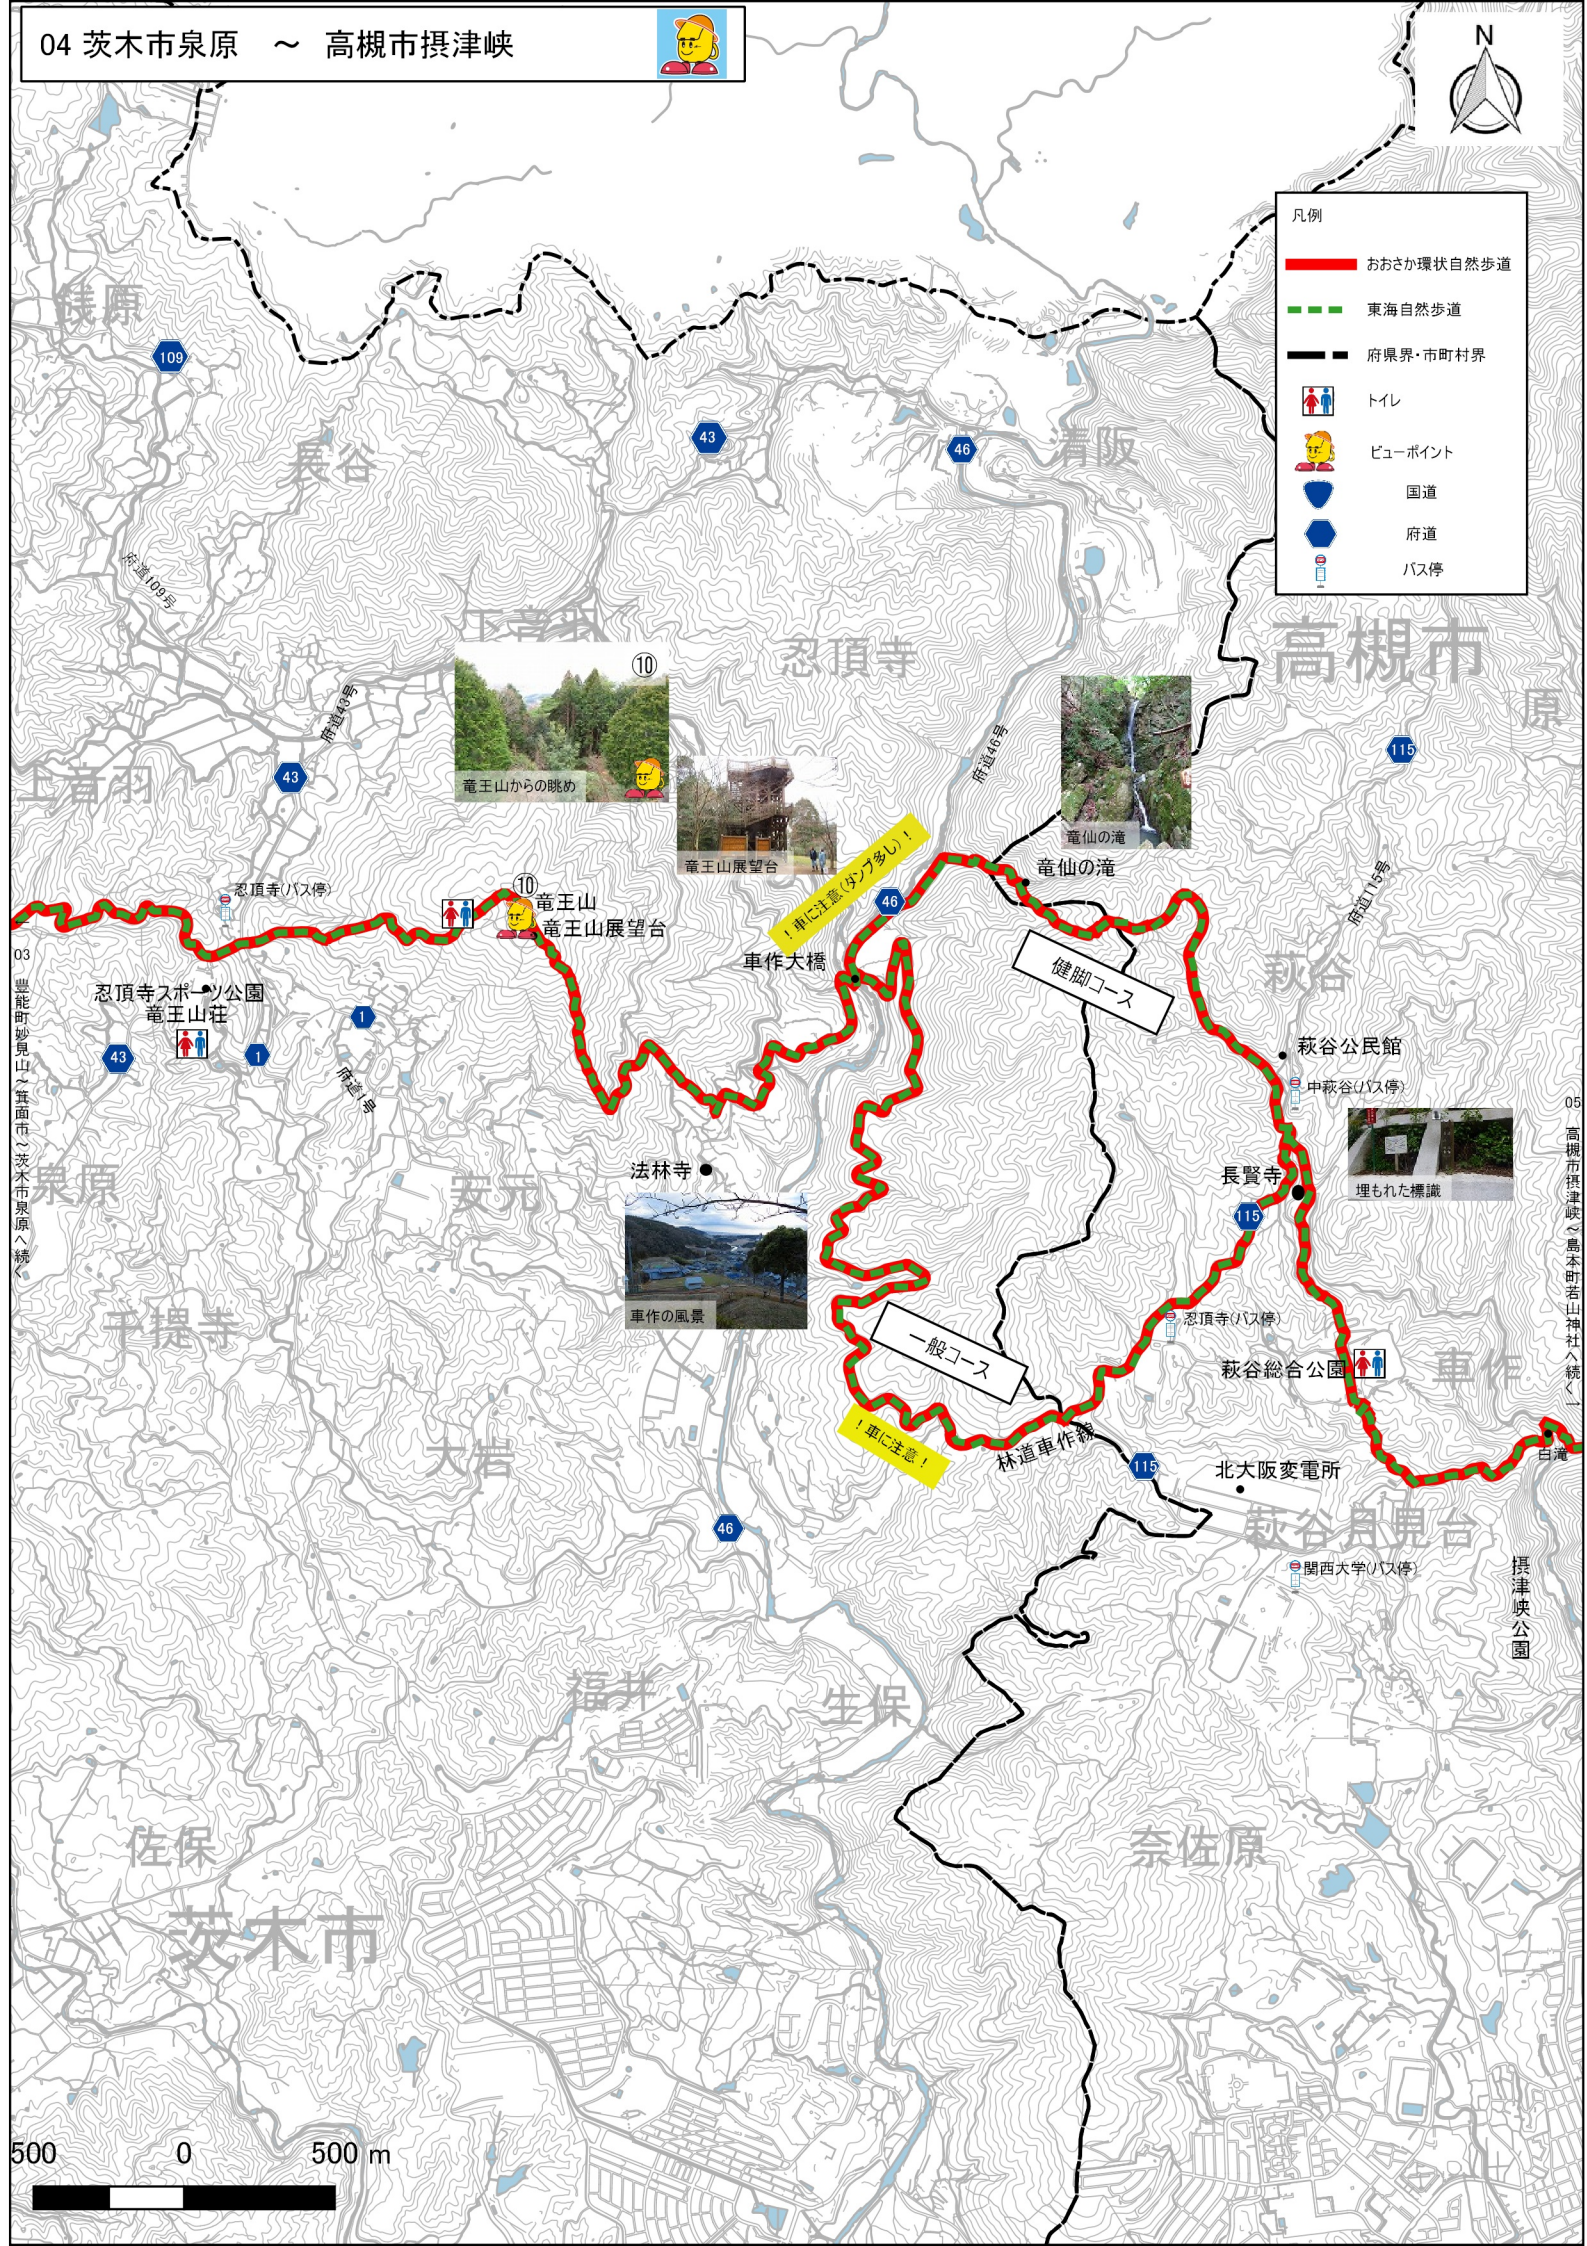 04 茨木市泉原 ～ 高槻市摂津峡
N
凡例
おおさか環状自然歩道
東海自然歩道
府県界・市町村界
トイレ
ビューポイント
国道
府道
バス停
銭原
109
長谷
43
46
清阪
府道109号
下音羽
忍頂寺
高槻市
原
⑩
竜王山からの眺め
府道43号
上音羽
43
竜王山展望台
府道46号
竜仙の滝
115
！車に注意（ダンプ多し）！
46
竜仙の滝
府道115号
忍頂寺(バス停)
⑩
竜王山
竜王山展望台
車作大橋
健脚コース
萩谷
03 豊能町妙見山～箕面市～茨木市泉原へ続く
忍頂寺スポーツ公園
竜王山荘
1
43
1
府道1号
萩谷公民館
中萩谷(バス停)
05 高槻市摂津峡～島本町若山神社へ続く
泉原
安元
法林寺
長賢寺
埋もれた標識
115
車作の風景
千提寺
一般コース
忍頂寺(バス停)
萩谷総合公園
車作
！車に注意！
林道車作線
大岩
115
北大阪変電所
白滝
46
萩谷月見台
関西大学(バス停)
摂津峡公園
福井
生保
佐保
奈佐原
茨木市
500 0 500 m